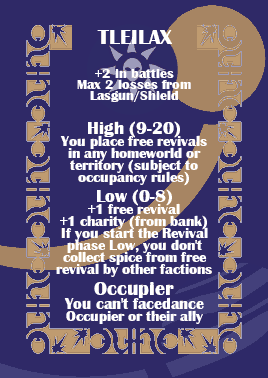 TLEILAX
+2 in battles
Max 2 losses from
Lasgun/Shield
High (9-20)
You place free revivals
in any homeworld or
territory (subject to
occupancy rules)
Low (0-8)
+1 free revival
+1 charity (from bank)
If you start the Revival
phase Low, you don't
collect spice from free
revival by other factions
Occupier
You can't facedance
Occupier or their ally